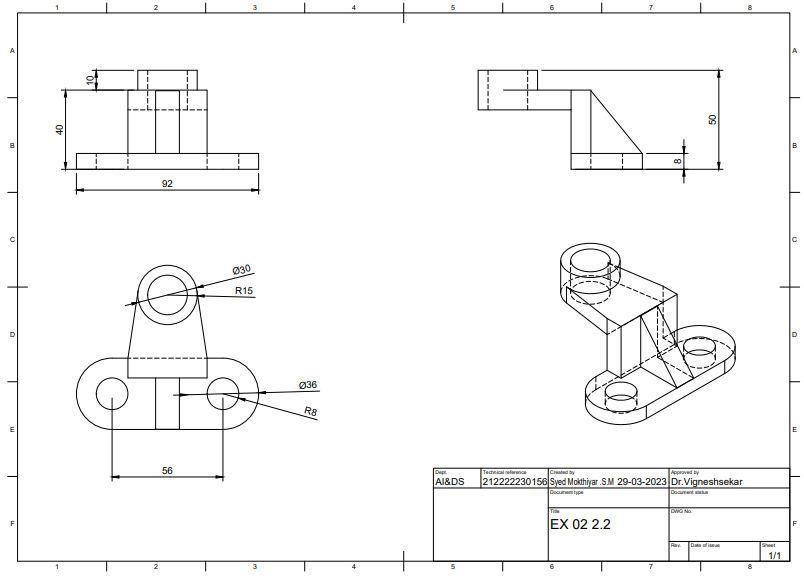 1 2 3 4 5 6 7 8
A A
10
40
50
B B
8
92
C C
Ø30
R15
D D
Ø36
R8
E E
56
Dept. Technical reference Created by Approved by
AI&DS 212222230156 Syed Mokthiyar .S.M 29-03-2023 Dr.Vigneshsekar
Document type Document status
Title DWG No.
EX 02 2.2
F F
Rev. Date of issue Sheet
1/1
1 2 3 4 5 6 7 8